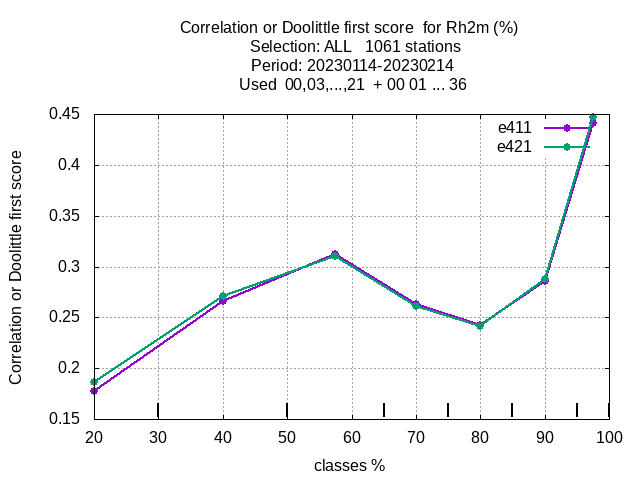 Correlation or Doolittle first score  for Rh2m (%)
Selection: ALL   1061 stations
Period: 20230114-20230214
Used  00,03,...,21  + 00 01 ... 36
e411
e421
Correlation or Doolittle first score
0.45
0.4
0.35
0.3
0.25
0.2
0.15
20 30 40 50 60 70 80 90 100
classes %